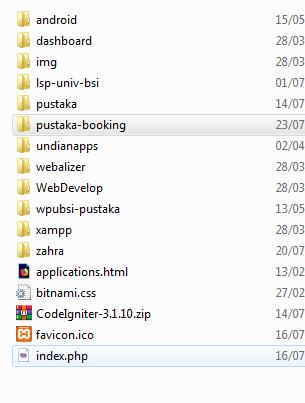 android 15/05
dashboard 28/03
img 28/03
lsp-univ-bsi 01/07
pustaka 14/07
pustaka-booking 23/07
undianapps 02/04
webalizer 28/03
WebDevelop 28/03
wpubsi-pustaka 13/05
xampp 28/03
zahra 20/07
applications.html 13/02
bitnami.css 27/02
CodeIgniter-3.1.10.zip 14/07
favicon.ico 16/07
index.php 16/07